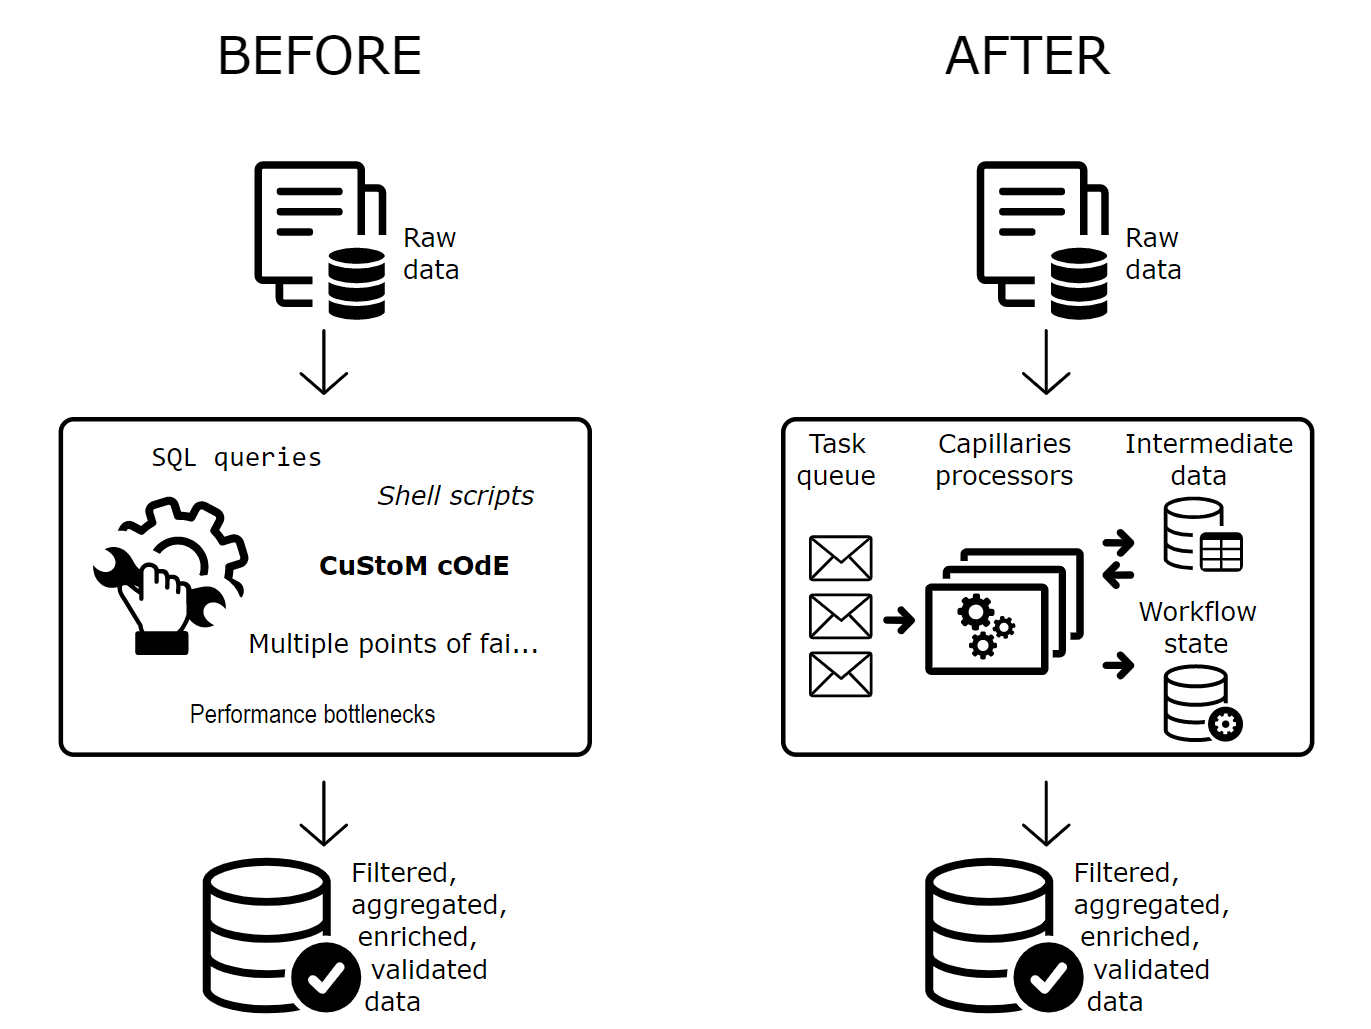 BEFORE
Raw
data
SQL queries
Shell scripts
CuStoM cOdE
Multiple points of fai...
Performance bottlenecks
Filtered,
aggregated,
enriched,
validated
data
AFTER
Raw
data
Task
queue
Capillaries
processors
Intermediate
data
Workflow
state
Filtered,
aggregated,
enriched,
validated
data